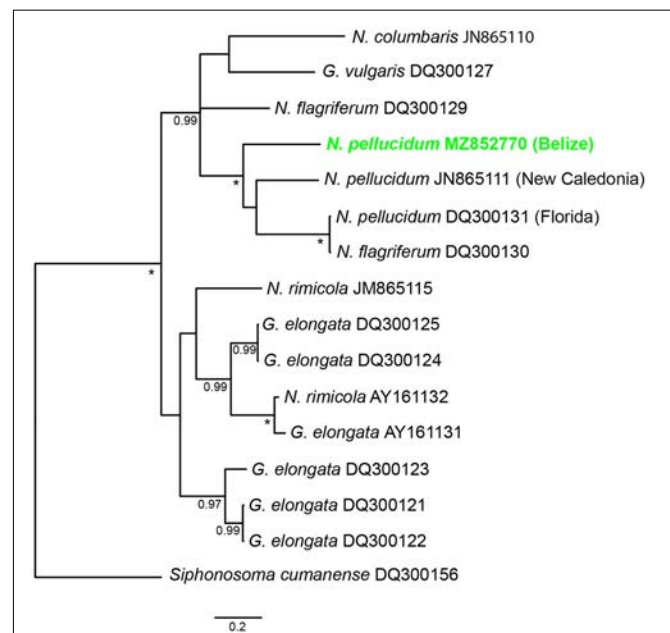 N. columbaris JN865110
G. vulgaris DQ300127
N. flagriferum DQ300129
0.99
N. pellucidum MZ852770 (Belize)
N. pellucidum JN865111 (New Caledonia)
*
N. pellucidum DQ300131 (Florida)
*
N. flagriferum DQ300130
*
N. rimicola JM865115
G. elongata DQ300125
0.99
G. elongata DQ300124
0.99
N. rimicola AY161132
*
G. elongata AY161131
G. elongata DQ300123
0.97
G. elongata DQ300121
0.99
G. elongata DQ300122
Siphonosoma cumanense DQ300156
0.2